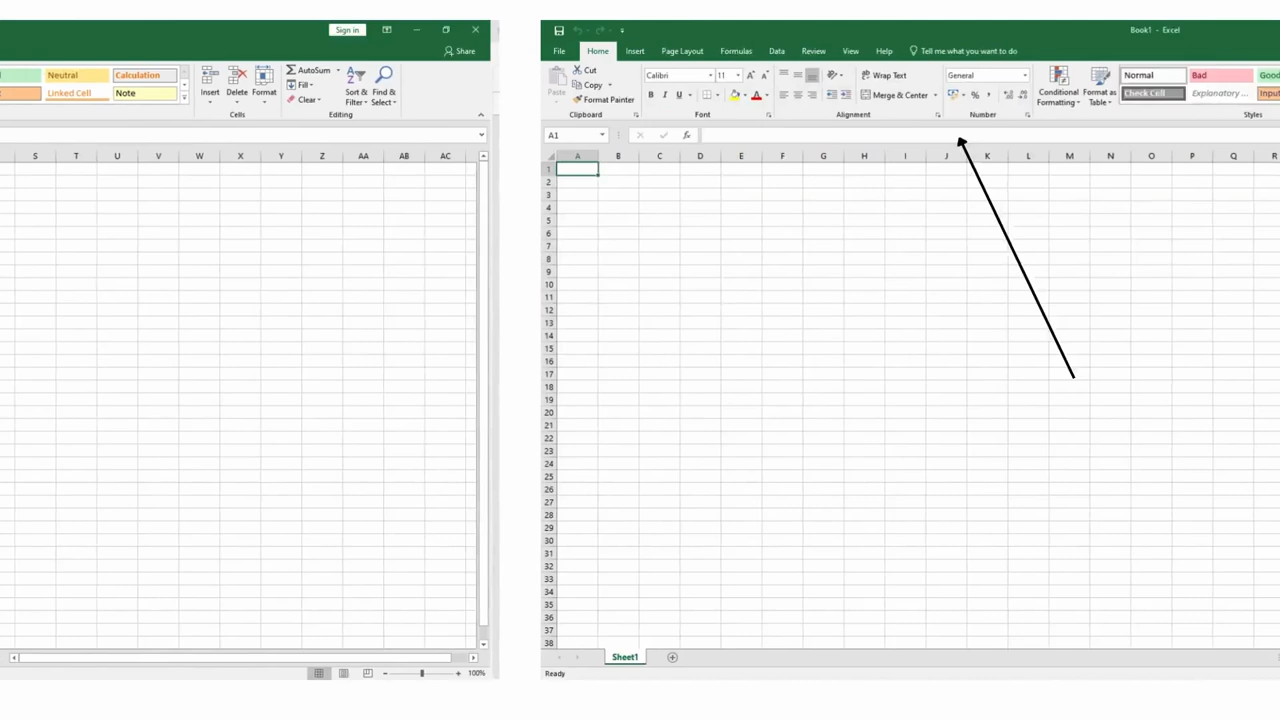 Sign in
Share
Neutral Calculation
Linked Cell Note
Insert Delete Format
AutoSum
Fill
Clear
Sort & Filter
Find & Select
Cells Editing
S T U V W X Y Z AA AB AC
100%
Book1 - Excel
File Home Insert Page Layout Formulas Data Review View Help Tell me what you want to do
Paste
Cut
Copy
Format Painter
Calibri 11
B I U
Wrap Text
Merge & Center
General
Conditional Formatting
Format as Table
Normal Bad Good
Check Cell Explanatory ... Input
Clipboard Font Alignment Number Styles
A1 fx
A B C D E F G H I J K L M N O P Q R
1
2
3
4
5
6
7
8
9
10
11
12
13
14
15
16
17
18
19
20
21
22
23
24
25
26
27
28
29
30
31
32
33
34
35
36
37
38
Sheet1
Ready